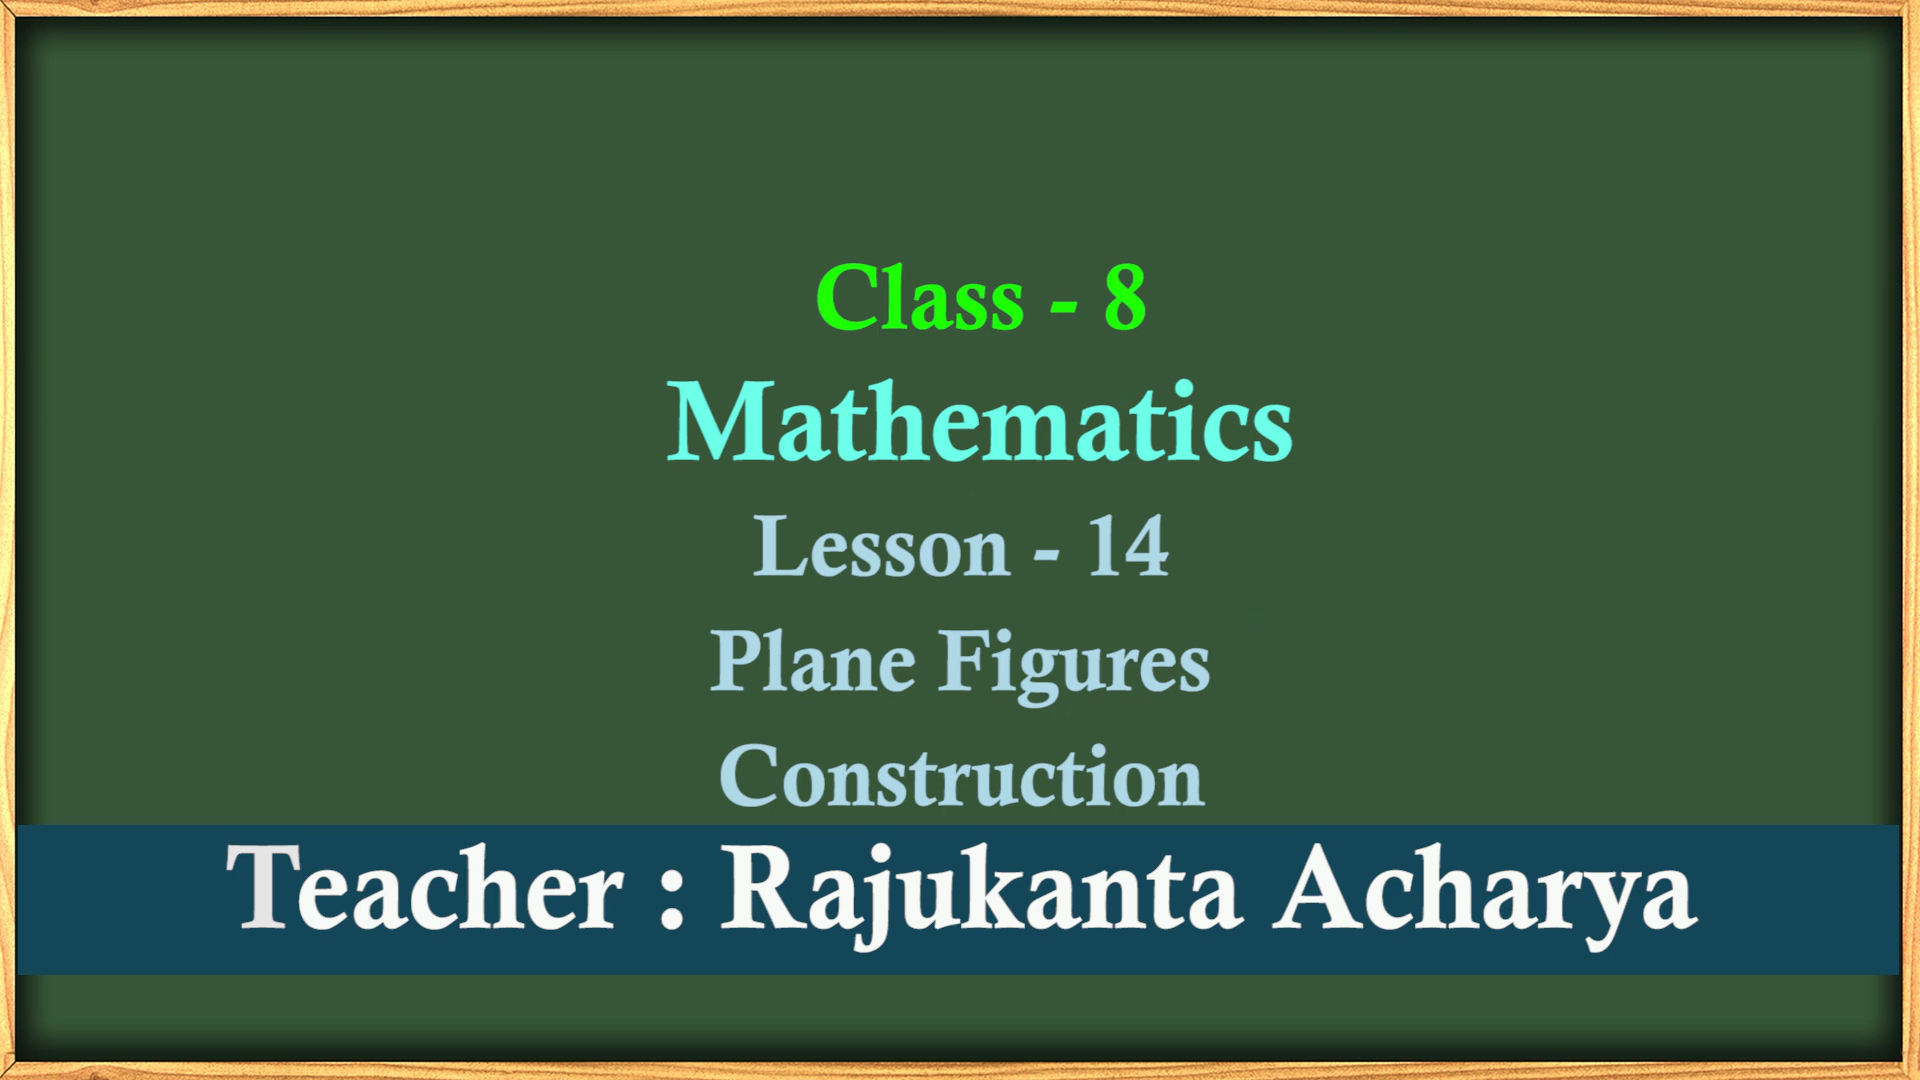 Class - 8
Mathematics
Lesson - 14
Plane Figures
Construction
Teacher : Rajukanta Acharya